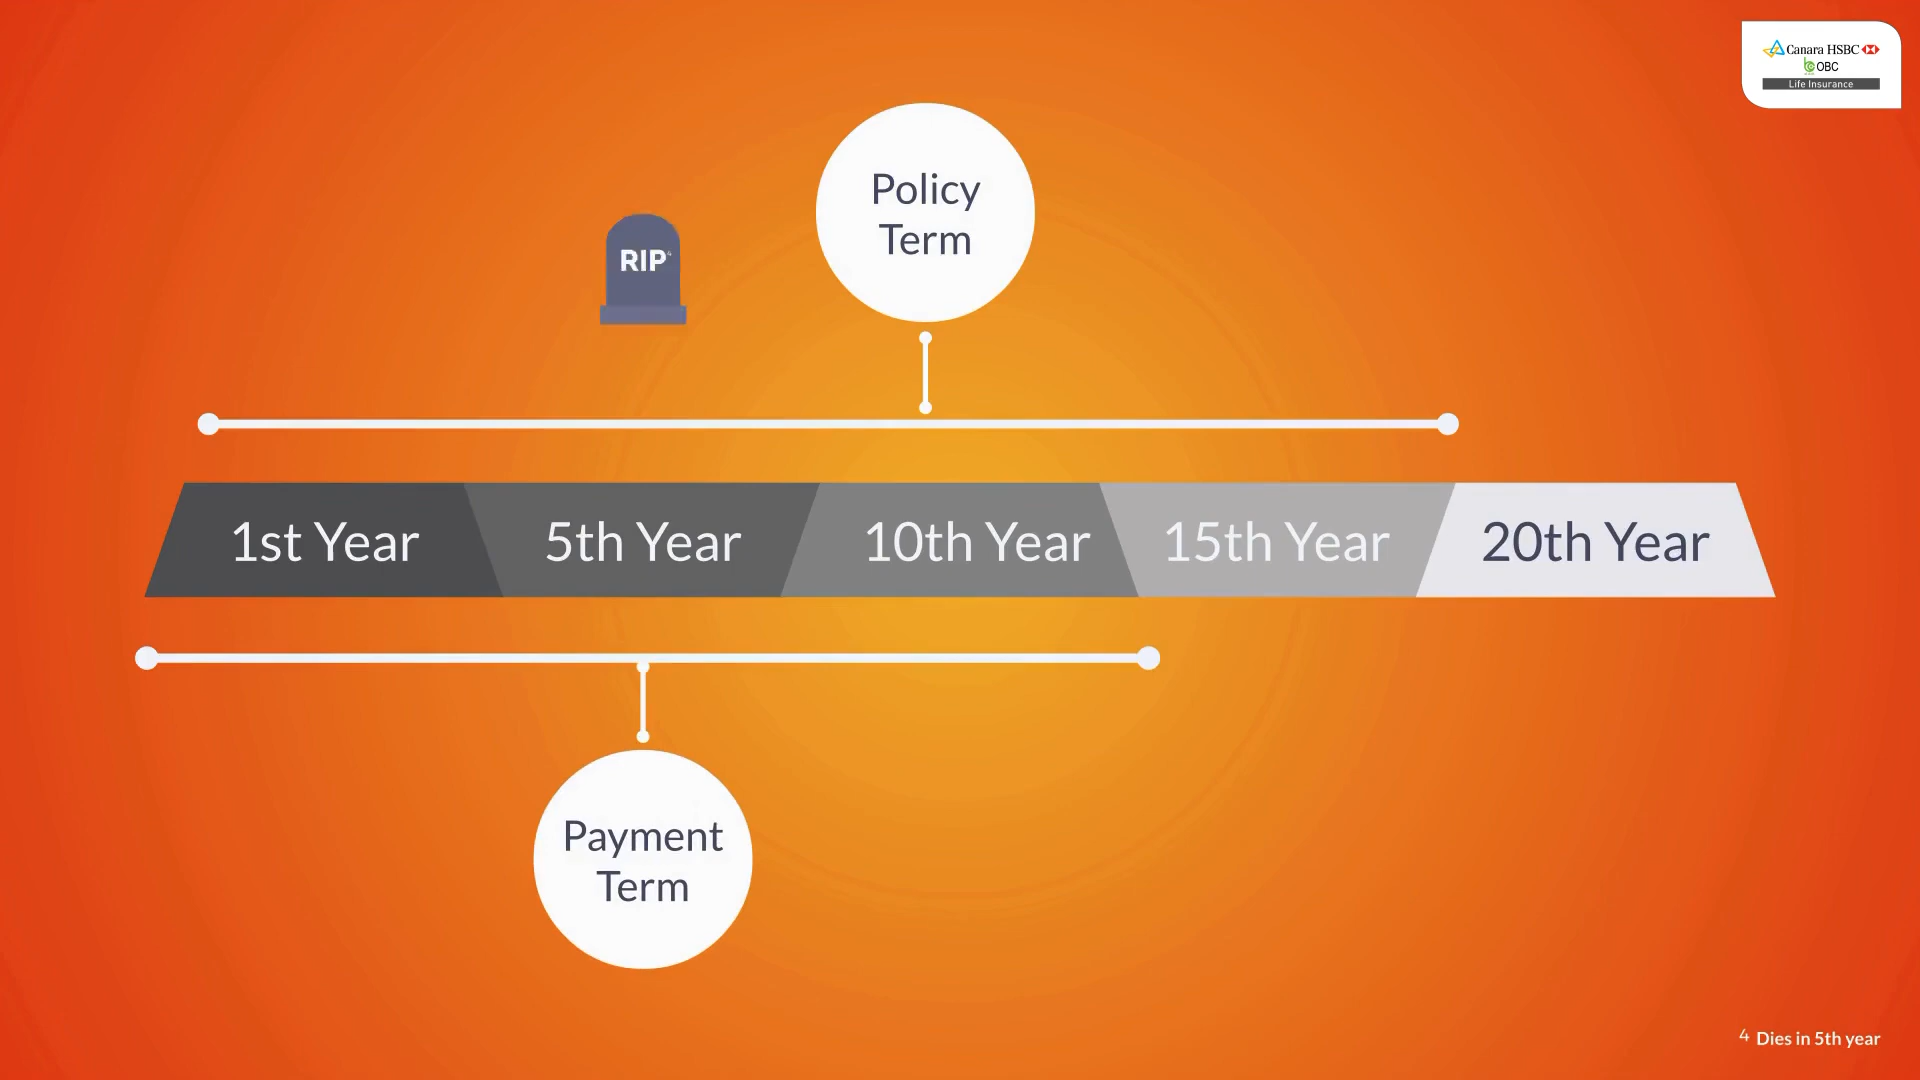 Canara HSBC
OBC
Life Insurance
Policy
Term
RIP⁴
1st Year
5th Year
10th Year
15th Year
20th Year
Payment
Term
⁴ Dies in 5th year